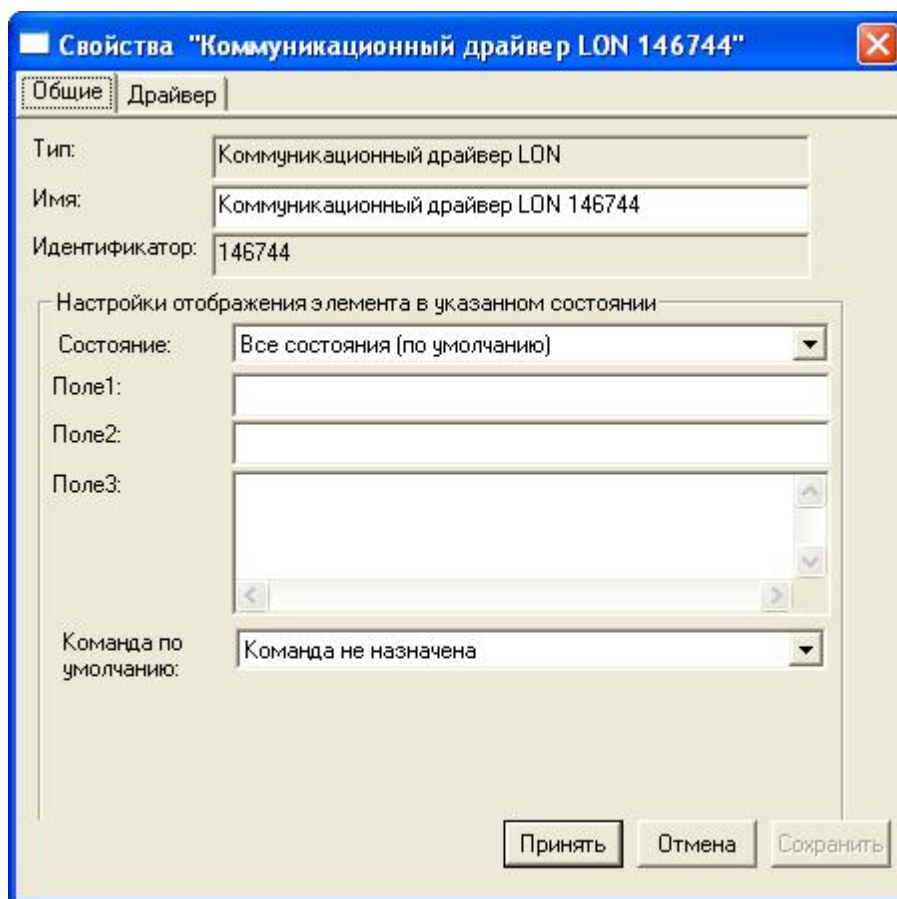 Свойства "Коммуникационный драйвер LON 146744"
Общие Драйвер
Тип: Коммуникационный драйвер LON
Имя: Коммуникационный драйвер LON 146744
Идентификатор: 146744
Настройки отображения элемента в указанном состоянии
Состояние: Все состояния (по умолчанию)
Поле1:
Поле2:
Поле3:
Команда по
умолчанию: Команда не назначена
Принять Отмена Сохранить